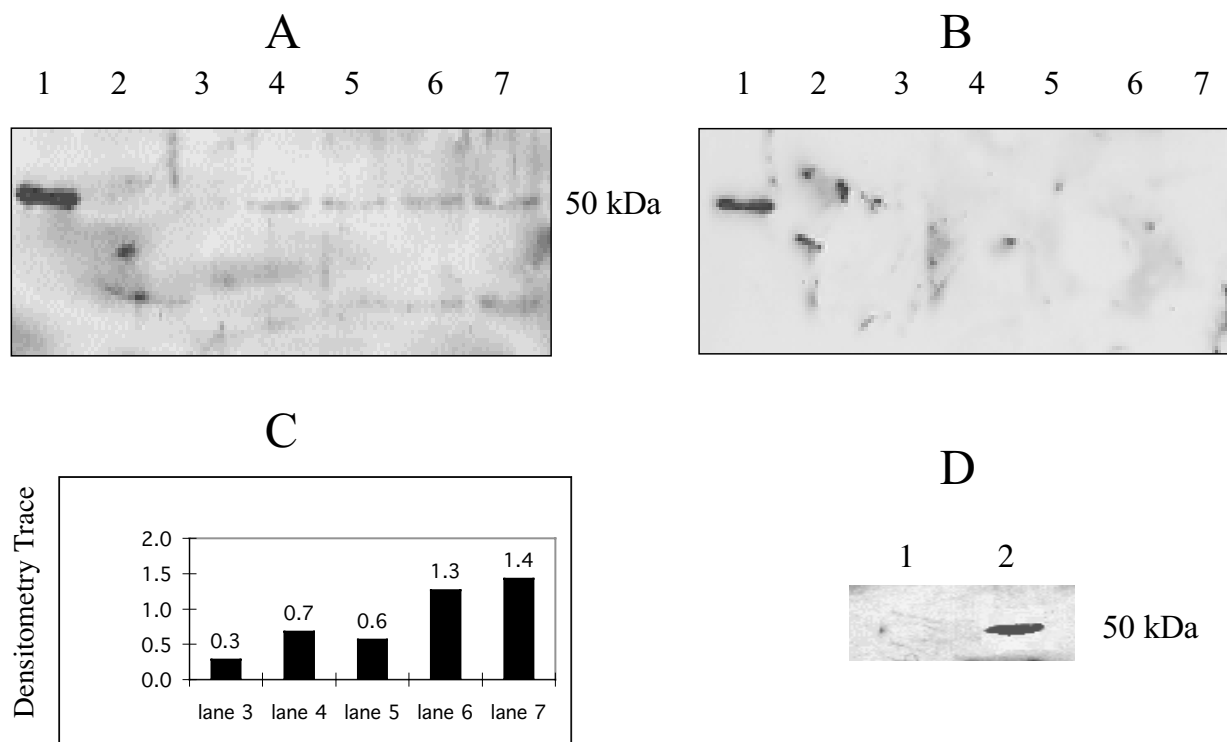 A
1 2 3 4 5 6 7
50 kDa
B
1 2 3 4 5 6 7
C
Densitometry Trace
2.0
1.5
1.0
0.5
0.0
0.3
0.7
0.6
1.3
1.4
lane 3 lane 4 lane 5 lane 6 lane 7
D
1 2
50 kDa